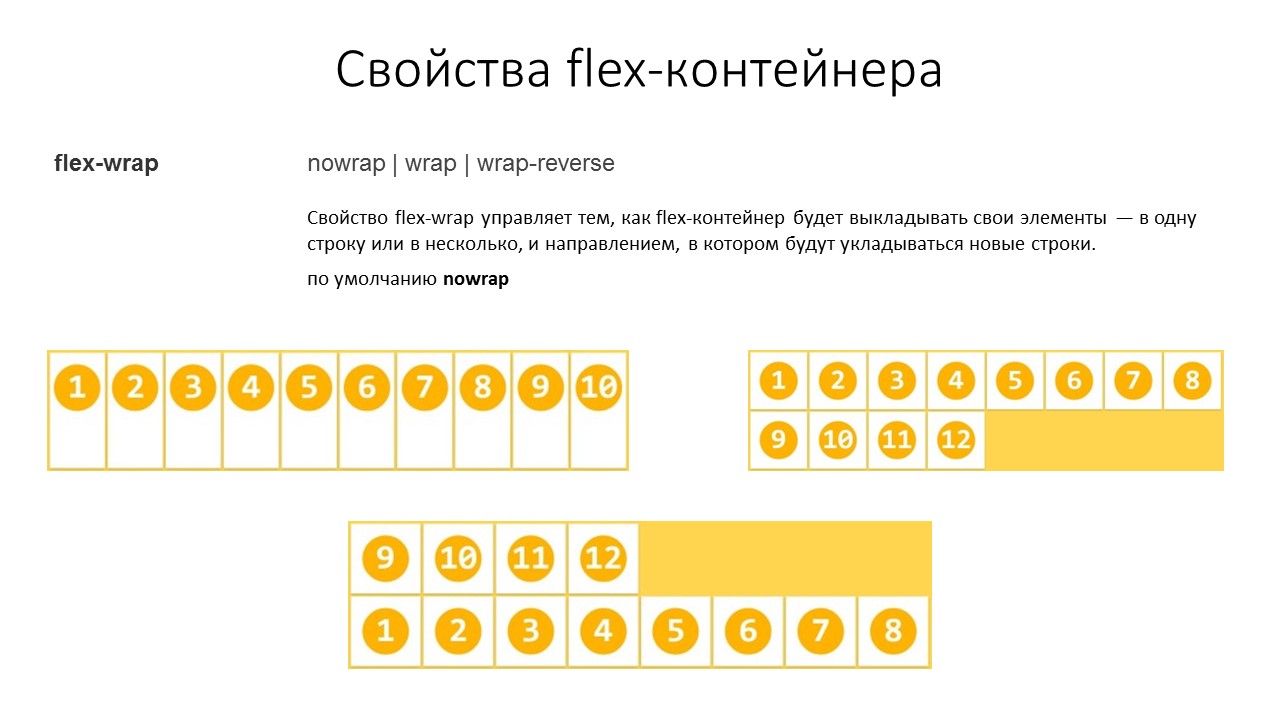 Свойства flex-контейнера
flex-wrap nowrap | wrap | wrap-reverse
Свойство flex-wrap управляет тем, как flex-контейнер будет выкладывать свои элементы — в одну
строку или в несколько, и направлением, в котором будут укладываться новые строки.
по умолчанию nowrap
1 2 3 4 5 6 7 8 9 10
1 2 3 4 5 6 7 8
9 10 11 12
9 10 11 12
1 2 3 4 5 6 7 8